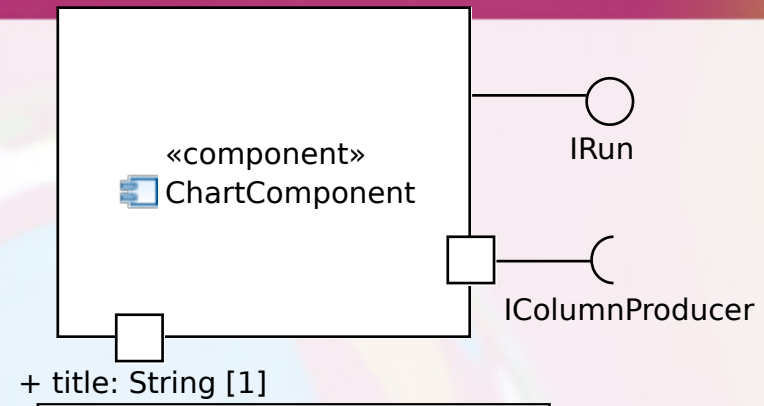 «component»
ChartComponent
IRun
IColumnProducer
+ title: String [1]